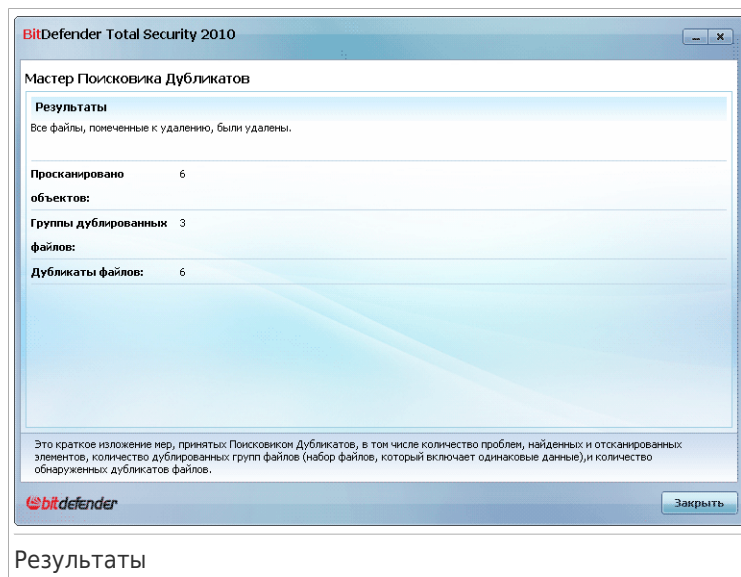 BitDefender Total Security 2010
Мастер Поисковика Дубликатов
Результаты
Все файлы, помеченные к удалению, были удалены.
Просканировано 6
объектов:
Группы дублированных 3
файлов:
Дубликаты файлов: 6
Это краткое изложение мер, принятых Поисковиком Дубликатов, в том числе количество проблем, найденных и отсканированных
элементов, количество дублированных групп файлов (набор файлов, который включает одинаковые данные),и количество
обнаруженных дубликатов файлов.
bitdefender
Закрыть
Результаты